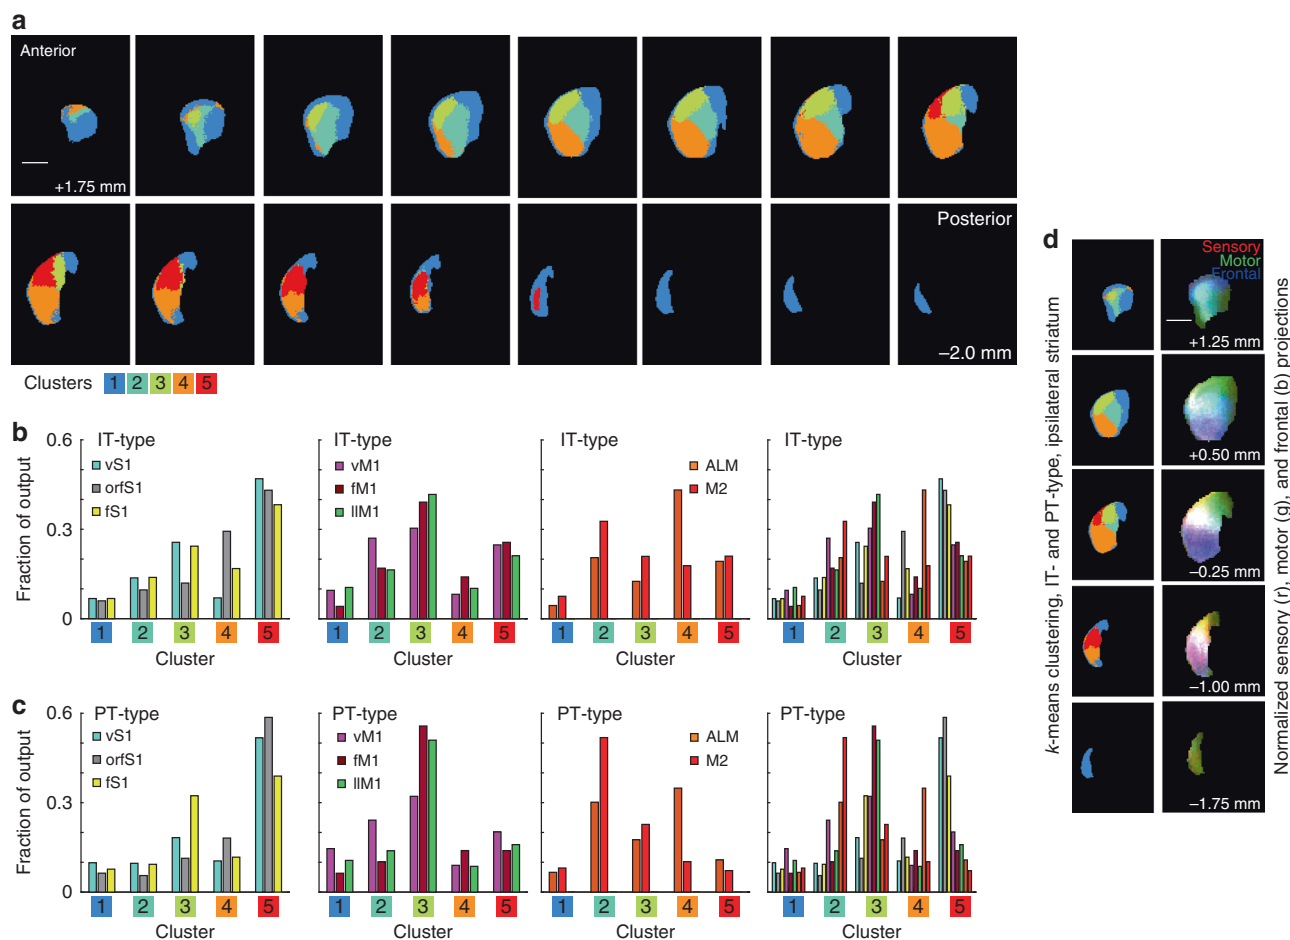 a
Anterior
+1.75 mm
Posterior
–2.0 mm
Clusters 1 2 3 4 5
b
IT-type
vS1
orfS1
fS1
IT-type
vM1
fM1
llM1
IT-type
ALM
M2
IT-type
Fraction of output
0.6
0.3
0
1 2 3 4 5
1 2 3 4 5
1 2 3 4 5
1 2 3 4 5
Cluster
Cluster
Cluster
Cluster
c
PT-type
vS1
orfS1
fS1
PT-type
vM1
fM1
llM1
PT-type
ALM
M2
PT-type
Fraction of output
0.6
0.3
0
1 2 3 4 5
1 2 3 4 5
1 2 3 4 5
1 2 3 4 5
Cluster
Cluster
Cluster
Cluster
d
k-means clustering, IT- and PT-type, ipsilateral striatum
Sensory
Motor
Frontal
+1.25 mm
+0.50 mm
–0.25 mm
–1.00 mm
–1.75 mm
Normalized sensory (r), motor (g), and frontal (b) projections